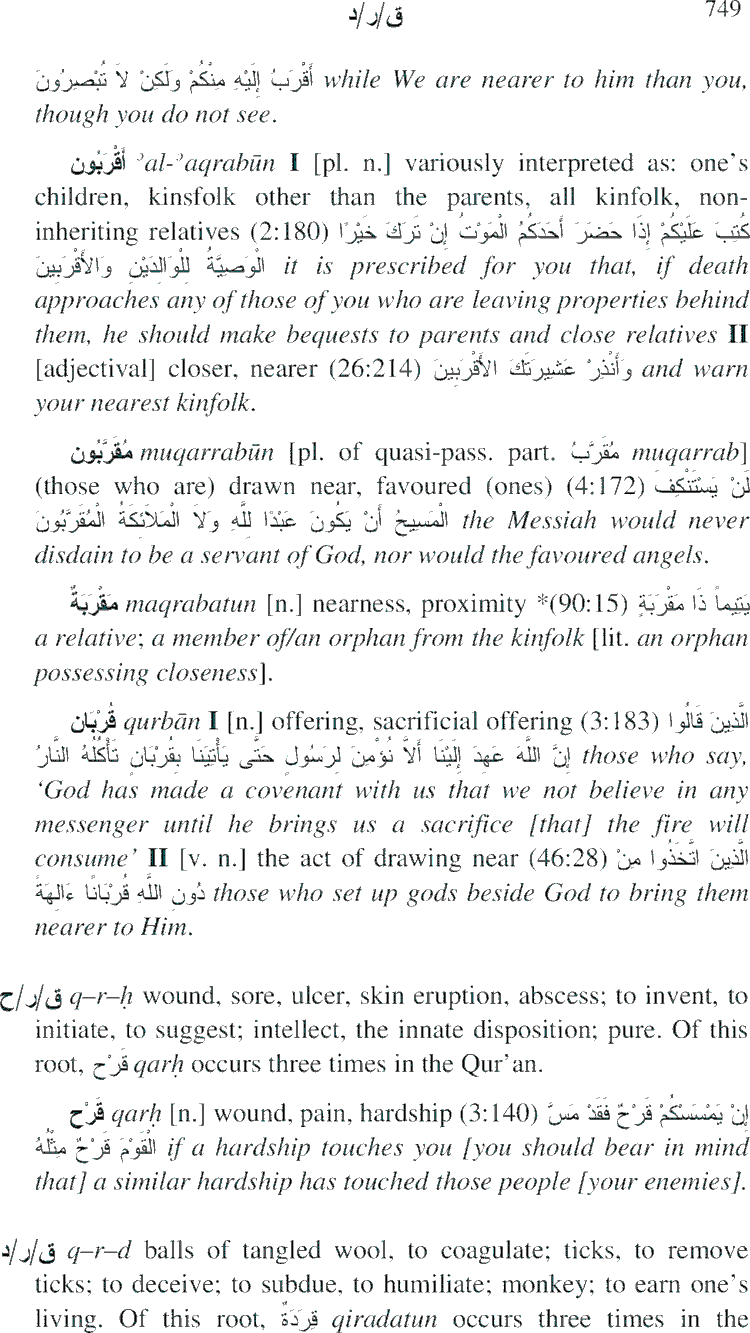 ق/ر/د 749
أَقْرَبُ إِلَيْهِ مِنْكُمْ وَلَكِنْ لاَ تُبْصِرُونَ while We are nearer to him than you,
though you do not see.
أَقْرَبُون ʾal-ʾaqrabūn I [pl. n.] variously interpreted as: one’s
children, kinsfolk other than the parents, all kinfolk, non-
inheriting relatives (2:180) كُتِبَ عَلَيْكُمْ إِذَا حَضَرَ أَحَدَكُمُ الْمَوْتُ إِنْ تَرَكَ خَيْرًا
الْوَصِيَّةُ لِلْوَالِدَيْنِ وَالأَقْرَبِينَ it is prescribed for you that, if death
approaches any of those of you who are leaving properties behind
them, he should make bequests to parents and close relatives II
[adjectival] closer, nearer (26:214) وَأَنْذِرْ عَشِيرَتَكَ الأَقْرَبِينَ and warn
your nearest kinfolk.
مُقَرَّبُون muqarrabūn [pl. of quasi-pass. part. مُقَرَّبُ muqarrab]
(those who are) drawn near, favoured (ones) (4:172) لَنْ يَسْتَنْكِفَ
الْمَسِيحُ أَنْ يَكُونَ عَبْدًا لِلَّهِ وَلاَ الْمَلاَئِكَةُ الْمُقَرَّبُونَ the Messiah would never
disdain to be a servant of God, nor would the favoured angels.
مَقْرَبَةٌ maqrabatun [n.] nearness, proximity *(90:15) يَتِيماً ذَا مَقْرَبَةٍ
a relative; a member of/an orphan from the kinfolk [lit. an orphan
possessing closeness].
قُرْبَان qurbān I [n.] offering, sacrificial offering (3:183) الَّذِينَ قَالُوا
إِنَّ اللَّهَ عَهِدَ إِلَيْنَا أَلاَّ نُؤْمِنَ لِرَسُولٍ حَتَّى يَأْتِيَنَا بِقُرْبَانٍ تَأْكُلُهُ النَّارُ those who say,
‘God has made a covenant with us that we not believe in any
messenger until he brings us a sacrifice [that] the fire will
consume’ II [v. n.] the act of drawing near (46:28) الَّذِينَ اتَّخَذُوا مِنْ
دُونِ اللَّهِ قُرْبَانًا ءَالِهَةً those who set up gods beside God to bring them
nearer to Him.
ق/ر/ح q–r–ḥ wound, sore, ulcer, skin eruption, abscess; to invent, to
initiate, to suggest; intellect, the innate disposition; pure. Of this
root, قَرْح qarḥ occurs three times in the Qur’an.
قَرْح qarḥ [n.] wound, pain, hardship (3:140) إِنْ يَمْسَسْكُمْ قَرْحٌ فَقَدْ مَسَّ
الْقَوْمَ قَرْحٌ مِثْلُهُ if a hardship touches you [you should bear in mind
that] a similar hardship has touched those people [your enemies].
ق/ر/د q–r–d balls of tangled wool, to coagulate; ticks, to remove
ticks; to deceive; to subdue, to humiliate; monkey; to earn one’s
living. Of this root, قِرَدَةٌ qiradatun occurs three times in the